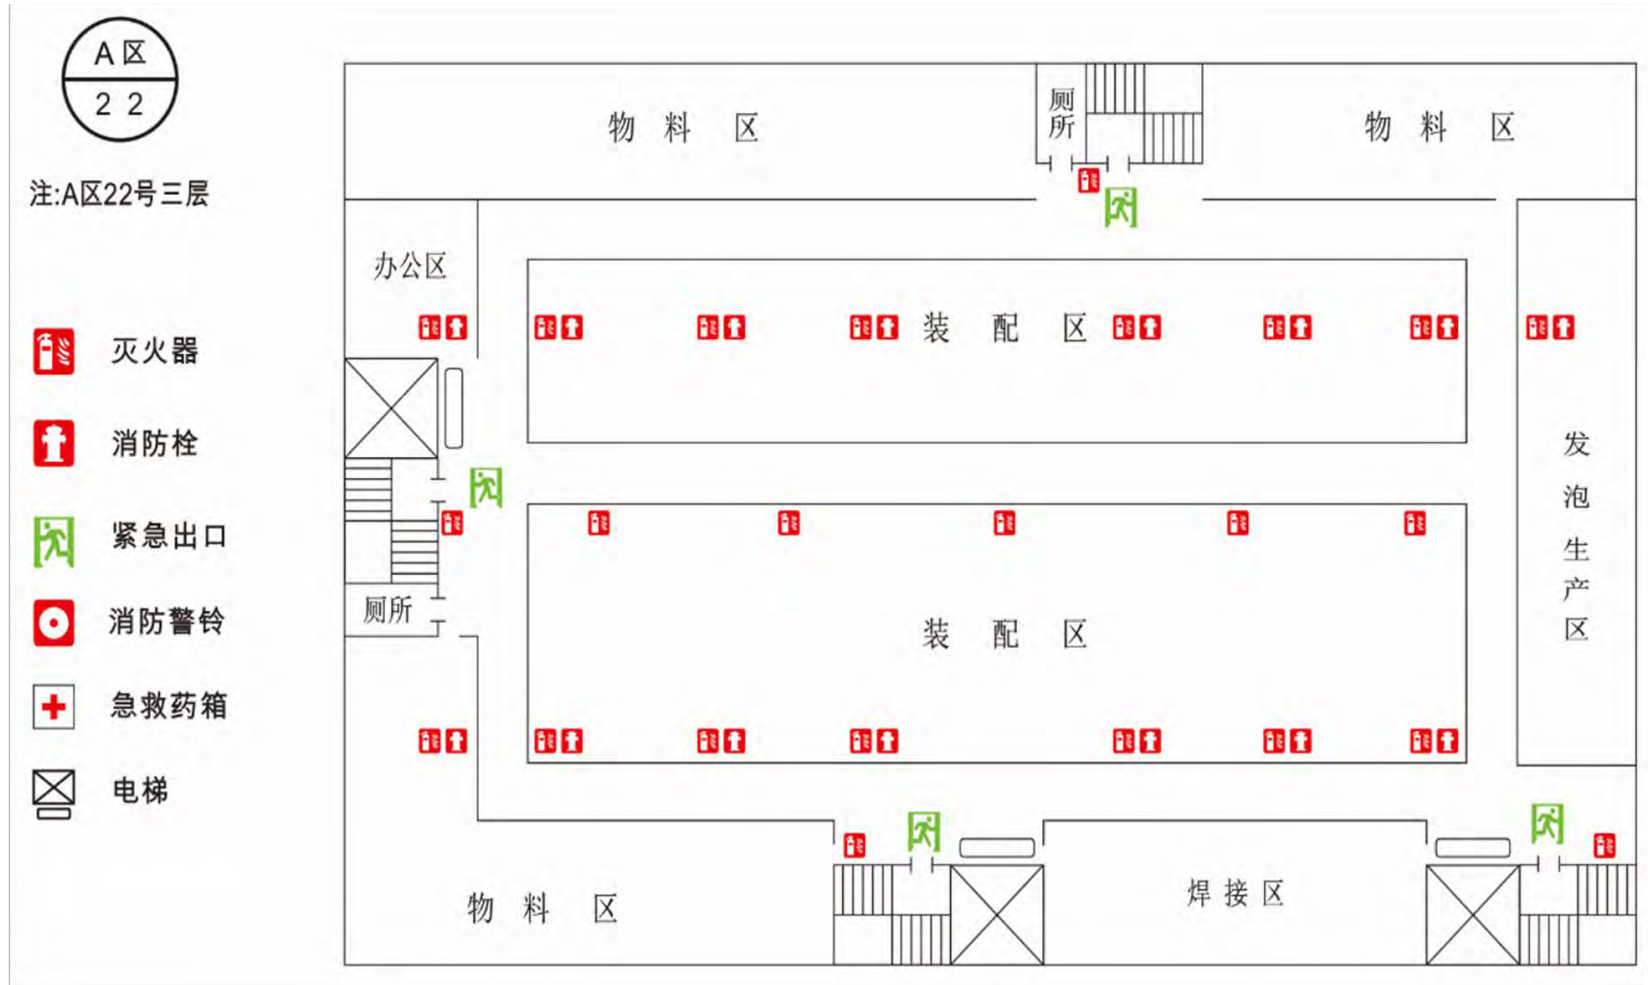 A区
22
注:A区22号三层
灭火器
消防栓
紧急出口
消防警铃
急救药箱
电梯
物料区
厕所
物料区
办公区
装配区
发泡生产区
厕所
装配区
物料区
焊接区